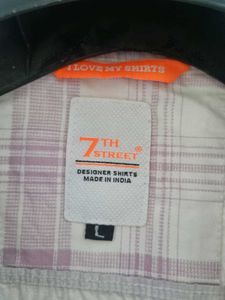 I LOVE MY SHIRTS
7TH
STREET®
DESIGNER SHIRTS
MADE IN INDIA
L